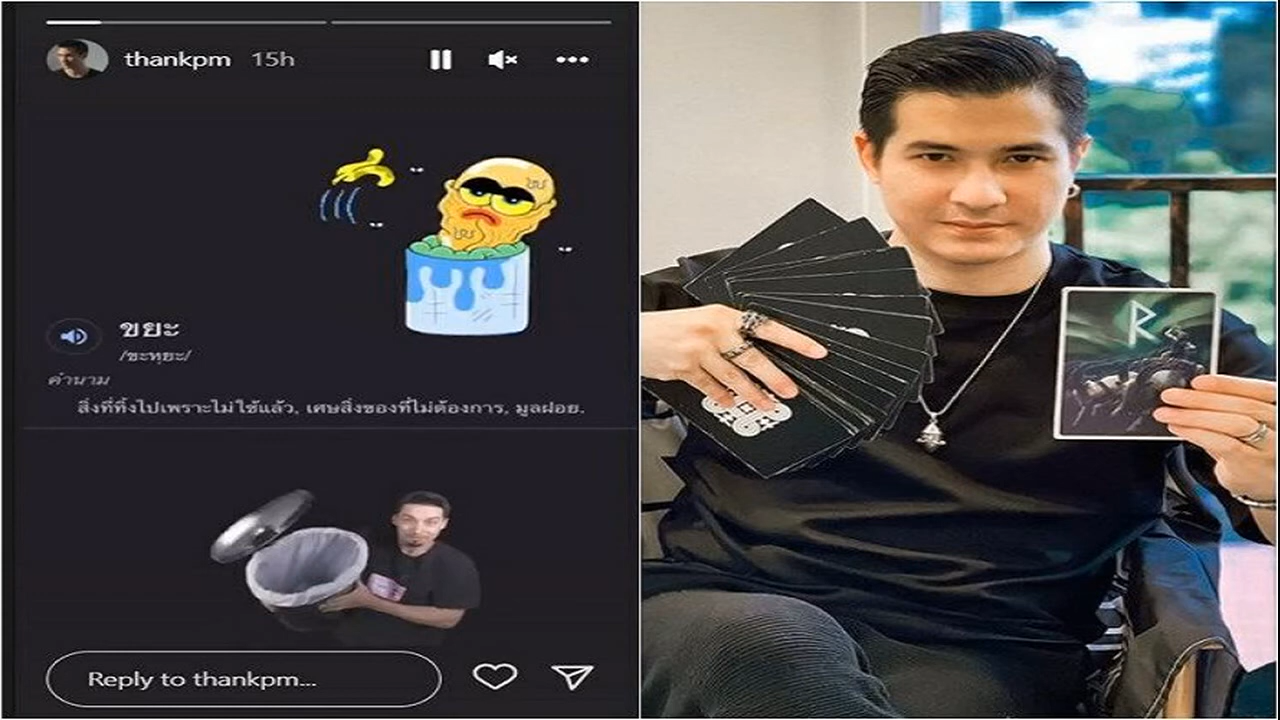 thankpm 15h
ขยะ
/ขะหฺยะ/
คำนาม
สิ่งที่ทิ้งไปเพราะไม่ใช้แล้ว, เศษสิ่งของที่ไม่ต้องการ, มูลฝอย.
Reply to thankpm...